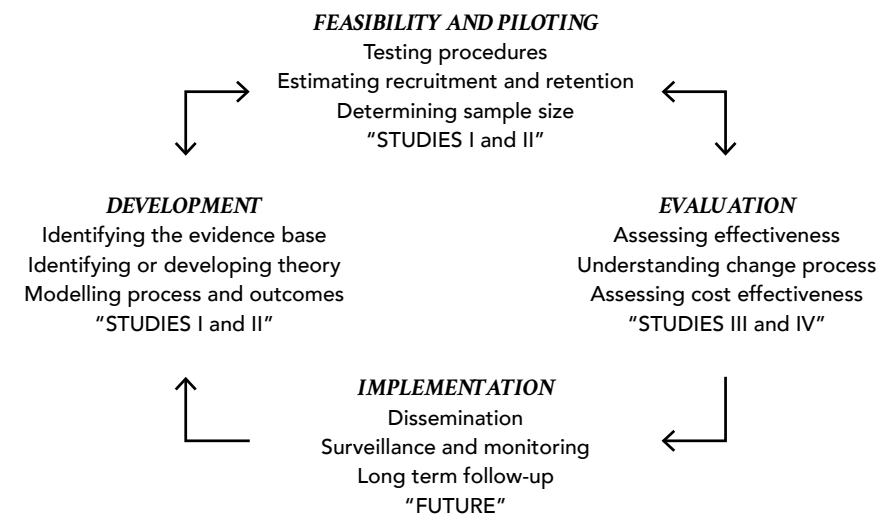 FEASIBILITY AND PILOTING
Testing procedures
Estimating recruitment and retention
Determining sample size
"STUDIES I and II"
DEVELOPMENT
Identifying the evidence base
Identifying or developing theory
Modelling process and outcomes
"STUDIES I and II"
EVALUATION
Assessing effectiveness
Understanding change process
Assessing cost effectiveness
"STUDIES III and IV"
IMPLEMENTATION
Dissemination
Surveillance and monitoring
Long term follow-up
"FUTURE"